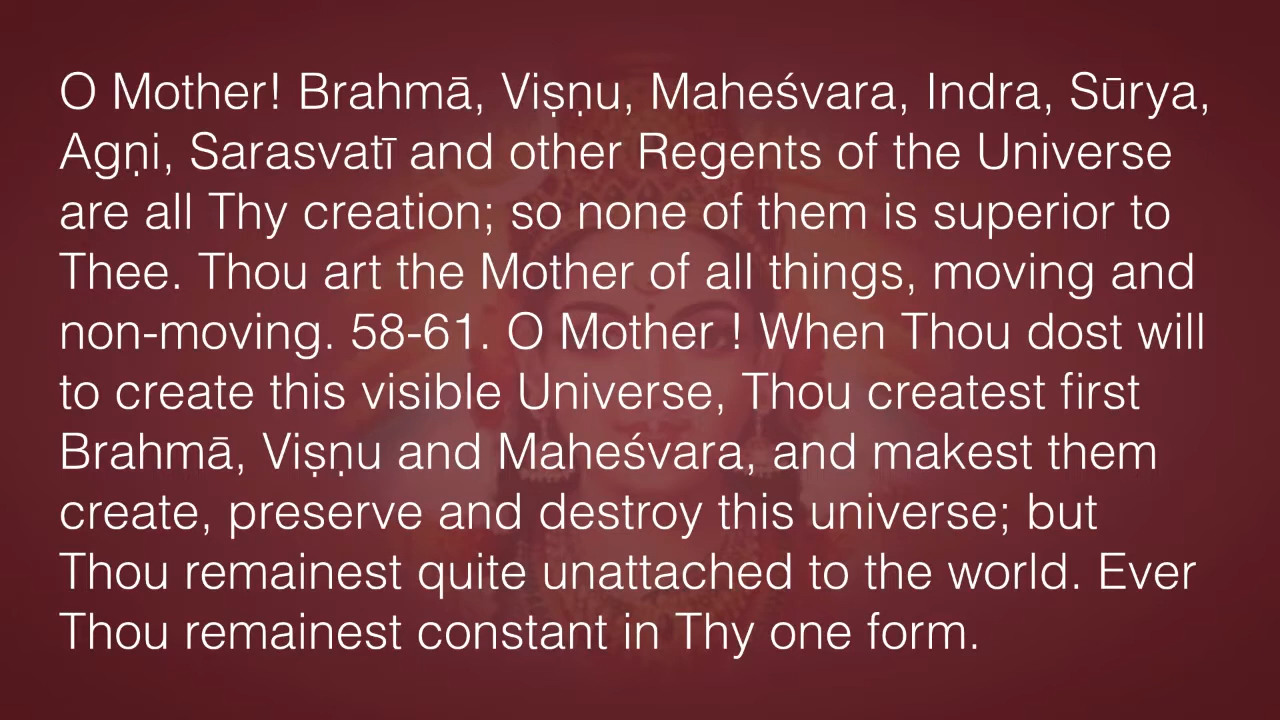 O Mother! Brahmā, Viṣṇu, Maheśvara, Indra, Sūrya,
Agṇi, Sarasvatī and other Regents of the Universe
are all Thy creation; so none of them is superior to
Thee. Thou art the Mother of all things, moving and
non-moving. 58-61. O Mother ! When Thou dost will
to create this visible Universe, Thou createst first
Brahmā, Viṣṇu and Maheśvara, and makest them
create, preserve and destroy this universe; but
Thou remainest quite unattached to the world. Ever
Thou remainest constant in Thy one form.